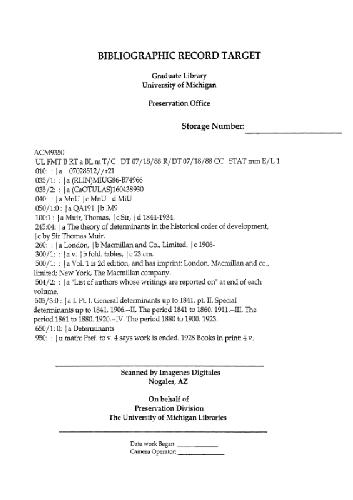 BIBLIOGRAPHIC RECORD TARGET
Graduate Library
University of Michigan
Preservation Office
Storage Number:
ACM9350
UL FMT B RT a BL m T/C DT 07/18/88 R/DT 07/18/88 CC STAT mm E/L 1
010: : |a 07028512//r21
035/1: : |a (RLIN)MIUG86-B74966
035/2: : |a (CaOTULAS)160428930
040: : |a MnU |c MnU |d MiU
050/1:0: |a QA191 |b .M9
100:1: |a Muir, Thomas, |c Sir, |d 1844-1934.
245:04: |a The theory of determinants in the historical order of development,
|c by Sir Thomas Muir.
260: : |a London, |b Macmillan and Co., Limited, |c 1906-
300/1: : |a v. |b fold. tables, |c 23 cm.
500/1: : |a Vol. 1 is 2d edition, and has imprint: London, Macmillan and co.,
limited; New York, The Macmillan company.
504/2: : |a "List of authors whose writings are reported on" at end of each
volume.
505/3:0: |a I. Pt. I. General determinants up to 1841. pt. II. Special
determinants up to 1841. 1906.--II. The period 1841 to 1860. 1911.--III. The
period 1861 to 1880. 1920.--IV. The period 1880 to 1900. 1923.
650/1:0: |a Determinants
998: : |a math: Pref. to v. 4 says work is ended. 1928 Books in print: 4 v.
Scanned by Imagenes Digitales
Nogales, AZ
On behalf of
Preservation Division
The University of Michigan Libraries
Date work Began:
Camera Operator: